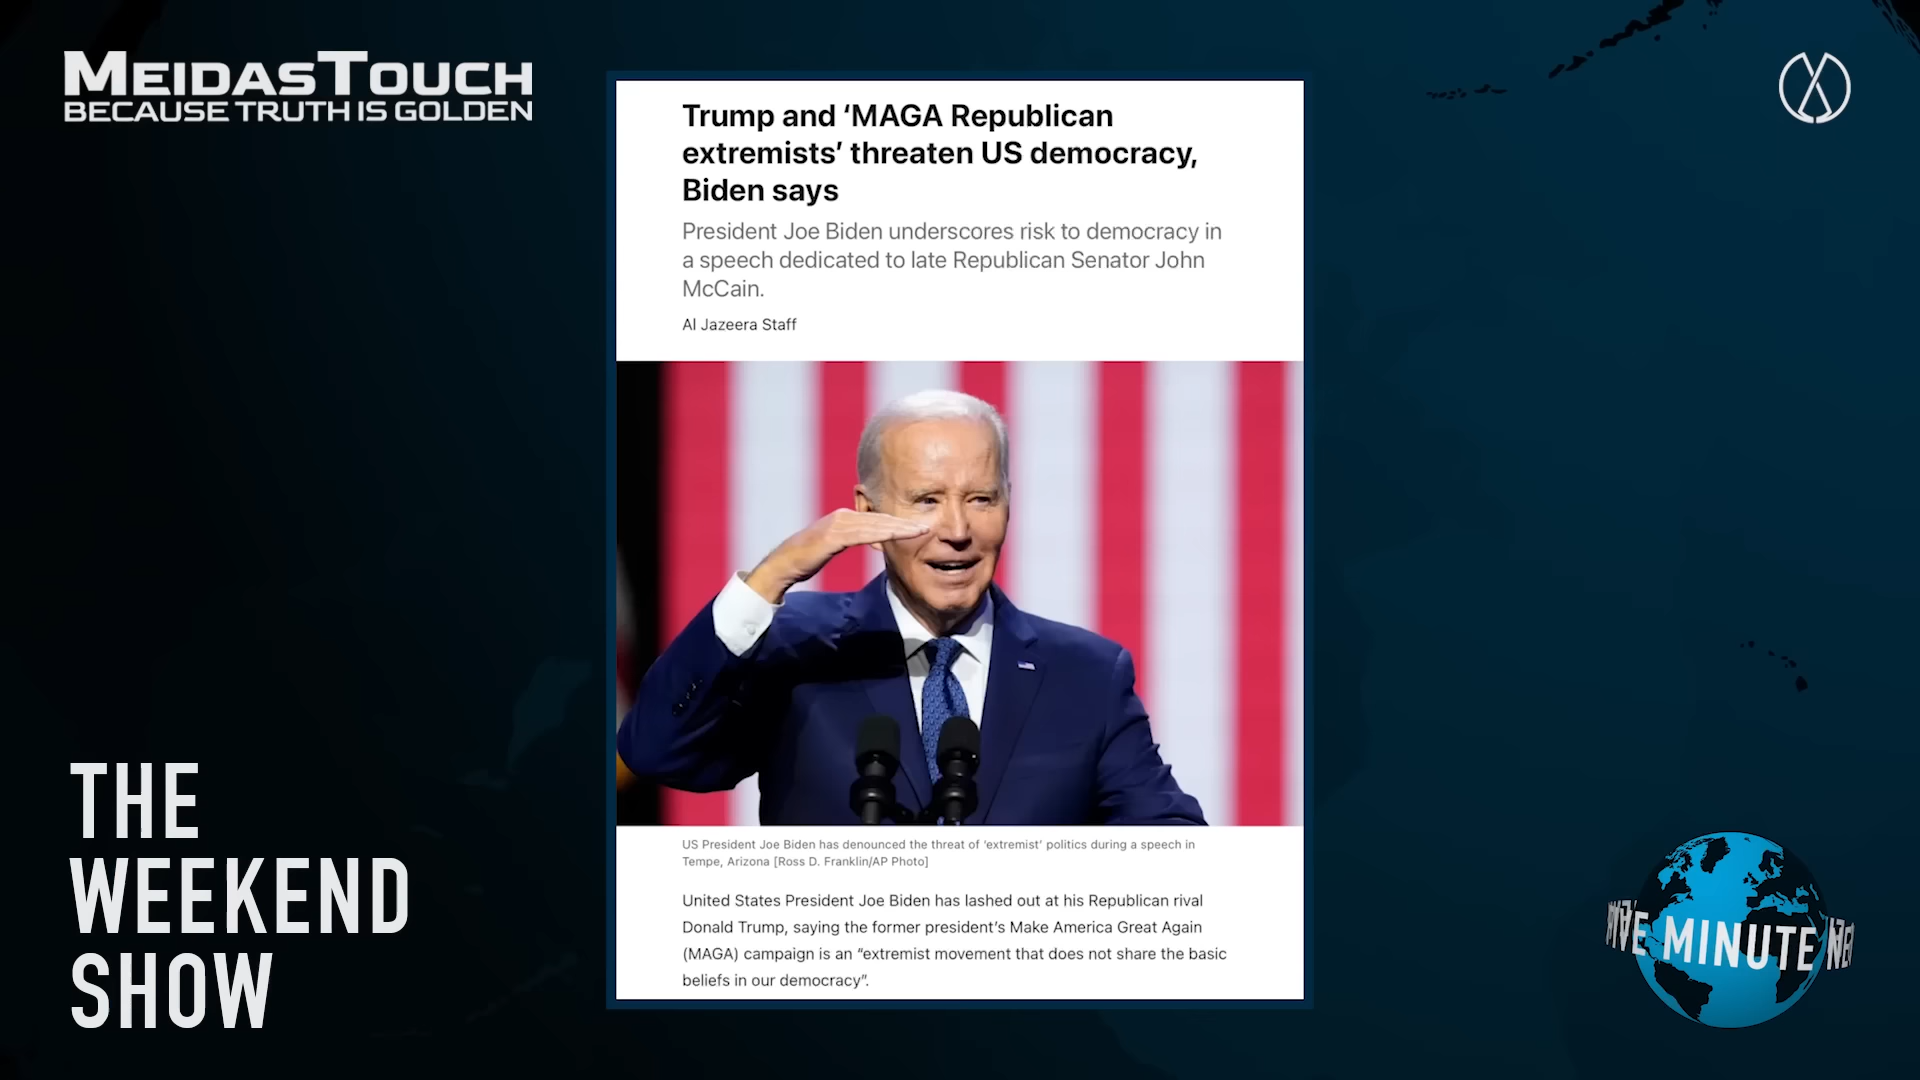 MEIDASTOUCH
BECAUSE TRUTH IS GOLDEN
Trump and ‘MAGA Republican
extremists’ threaten US democracy,
Biden says
President Joe Biden underscores risk to democracy in
a speech dedicated to late Republican Senator John
McCain.
Al Jazeera Staff
US President Joe Biden has denounced the threat of ‘extremist’ politics during a speech in
Tempe, Arizona [Ross D. Franklin/AP Photo]
United States President Joe Biden has lashed out at his Republican rival
Donald Trump, saying the former president’s Make America Great Again
(MAGA) campaign is an “extremist movement that does not share the basic
beliefs in our democracy”.
THE
WEEKEND
SHOW
MINUTE